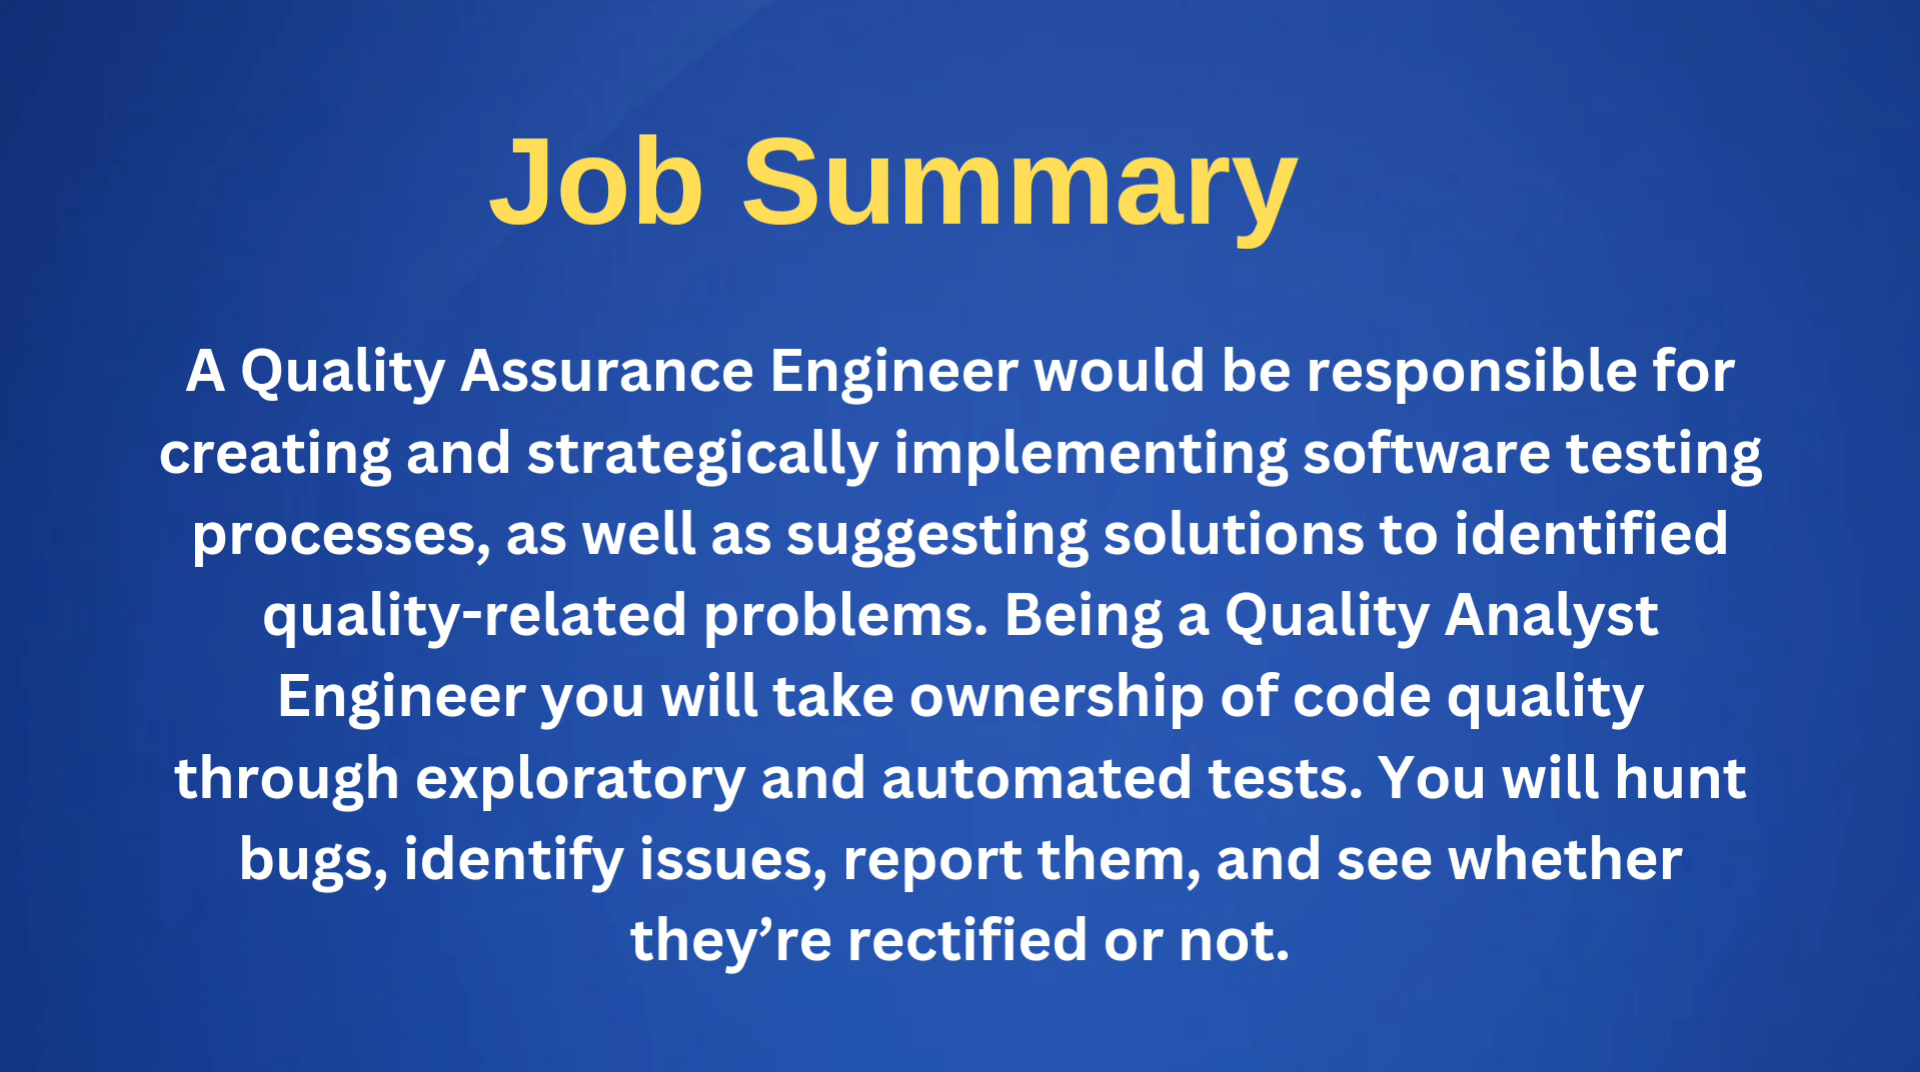 Job Summary
A Quality Assurance Engineer would be responsible for
creating and strategically implementing software testing
processes, as well as suggesting solutions to identified
quality-related problems. Being a Quality Analyst
Engineer you will take ownership of code quality
through exploratory and automated tests. You will hunt
bugs, identify issues, report them, and see whether
they’re rectified or not.